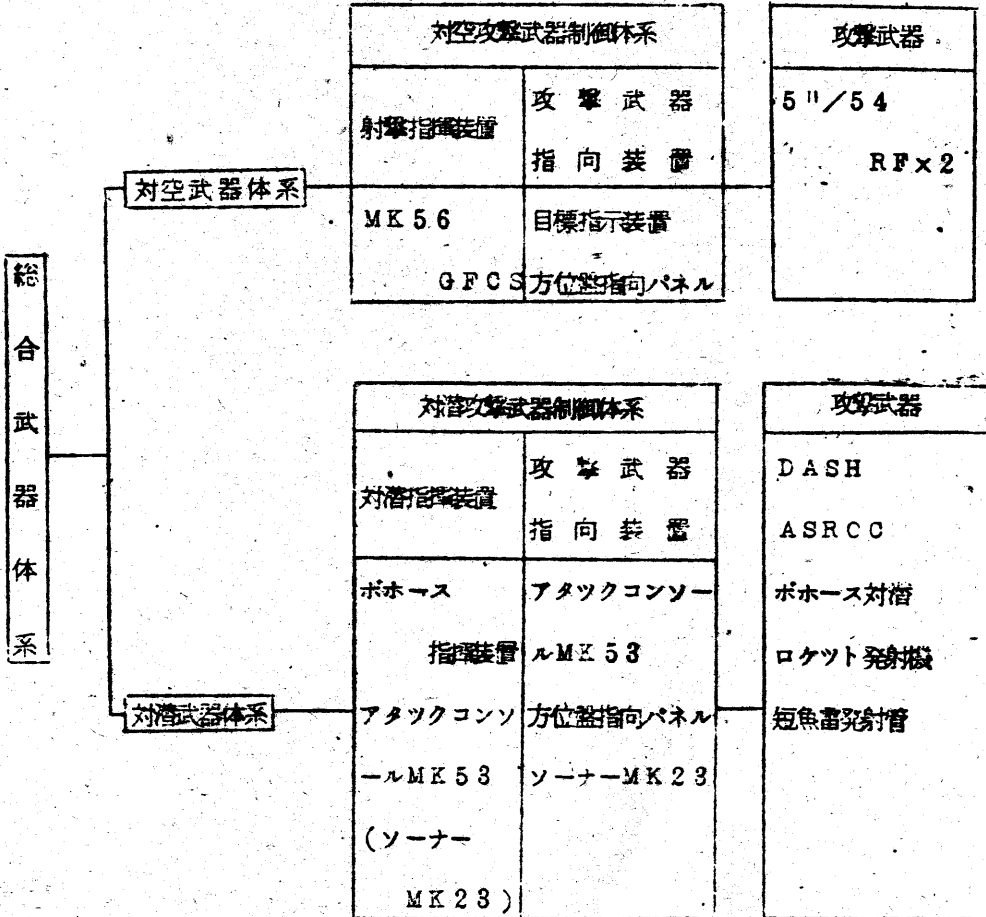 総合武器体系
対空武器体系
対空攻撃武器制御体系
射撃指揮装置
攻撃武器
指向装置
MK56
GFCS
目標指示装置
方位盤指向パネル
攻撃武器
5"/54
RF×2
対潜武器体系
対潜攻撃武器制御体系
対潜指揮装置
攻撃武器
指向装置
ボホース
指揮装置
アタックコンソ
ールMK53
(ソーナー
MK23)
アタツクコンソー
ルMK53
方位盤指向パネル
ソーナーMK23
攻撃武器
DASH
ASRCC
ボホース対潜
ロケツト発射機
短魚雷発射管